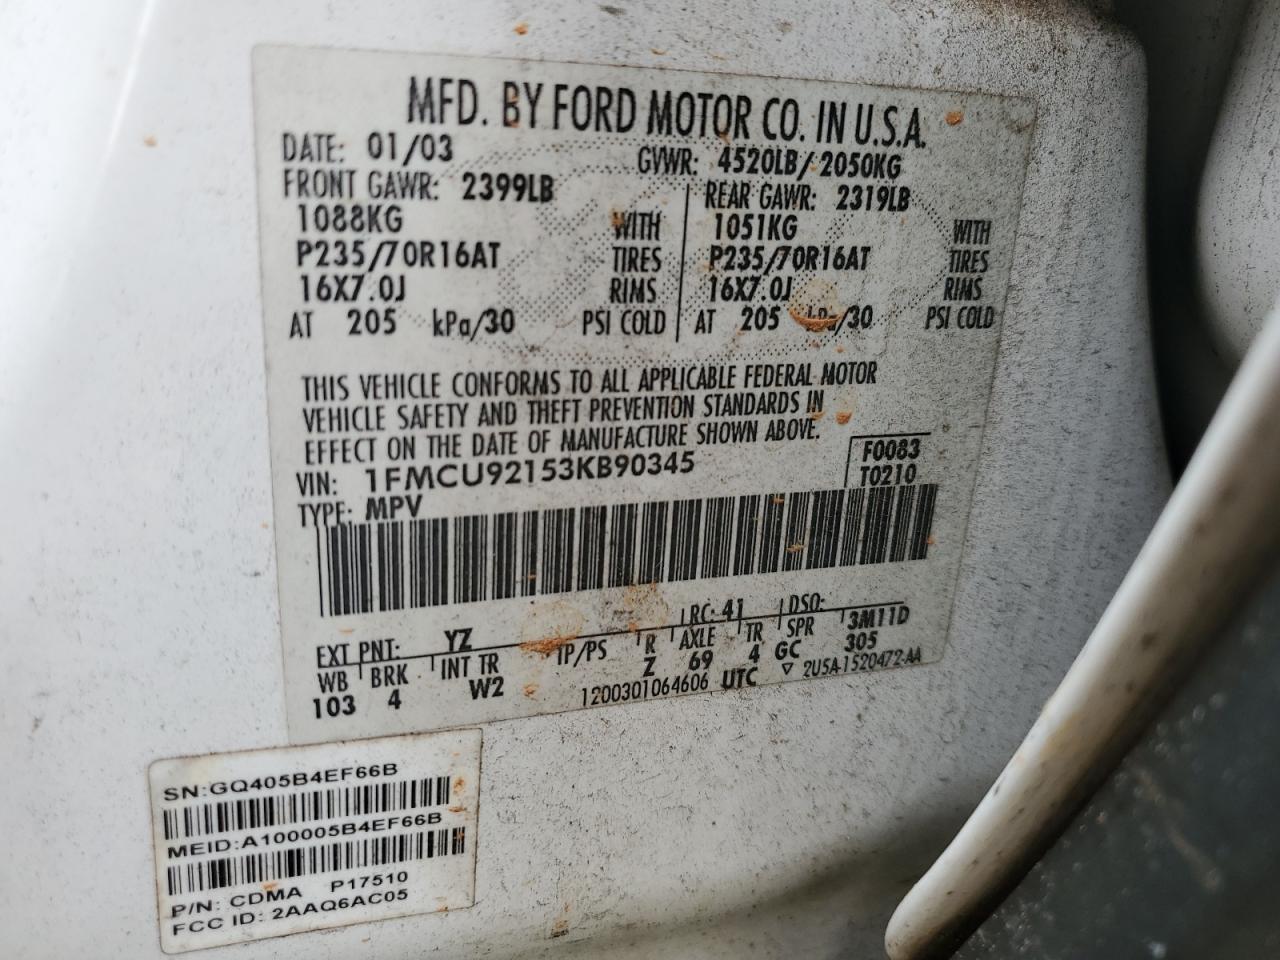 MFD. BY FORD MOTOR CO. IN U.S.A.
DATE: 01/03 GVWR: 4520LB/2050KG
FRONT GAWR: 2399LB REAR GAWR: 2319LB
1088KG WITH 1051KG WITH
P235/70R16AT TIRES P235/70R16AT TIRES
16X7.0J RIMS 16X7.0J RIMS
AT 205 kPa/30 PSI COLD AT 205 kPa/30 PSI COLD
THIS VEHICLE CONFORMS TO ALL APPLICABLE FEDERAL MOTOR
VEHICLE SAFETY AND THEFT PREVENTION STANDARDS IN
EFFECT ON THE DATE OF MANUFACTURE SHOWN ABOVE.
VIN: 1FMCU92153KB90345 F0083
TYPE: MPV T0210
EXT PNT: YZ RC: 41 DSO:
WB BRK INT TR TP/PS R AXLE TR SPR 3M11D
103 4 W2 Z 69 4 GC 305
1200301064606 UTC ▽ 2U5A-1520472-AA
SN:GQ405B4EF66B
MEID:A100005B4EF66B
P/N: CDMA P17510
FCC ID: 2AAQ6AC05